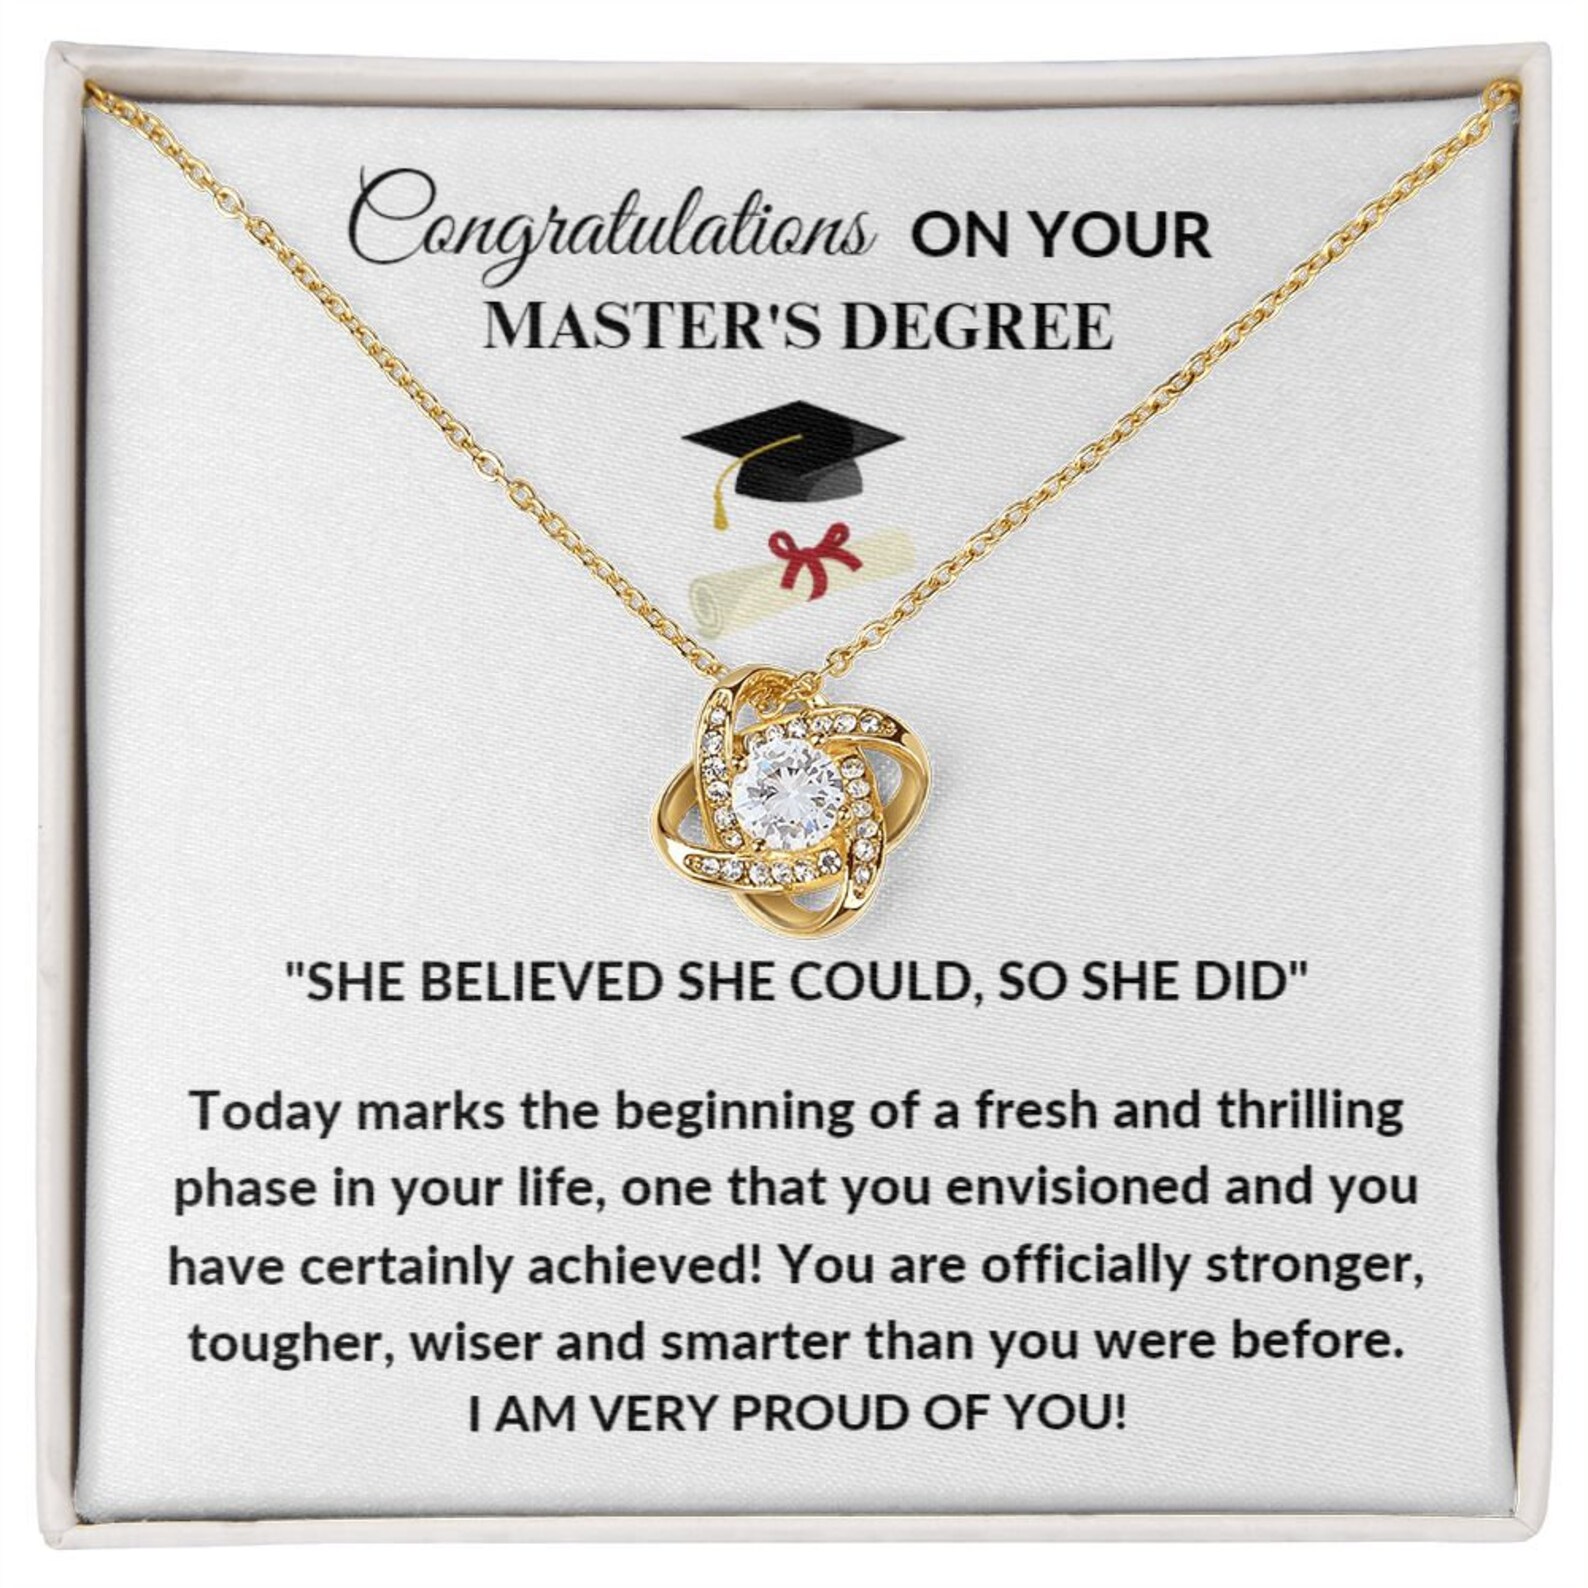 Congratulations ON YOUR
MASTER'S DEGREE
"SHE BELIEVED SHE COULD, SO SHE DID"
Today marks the beginning of a fresh and thrilling
phase in your life, one that you envisioned and you
have certainly achieved! You are officially stronger,
tougher, wiser and smarter than you were before.
I AM VERY PROUD OF YOU!